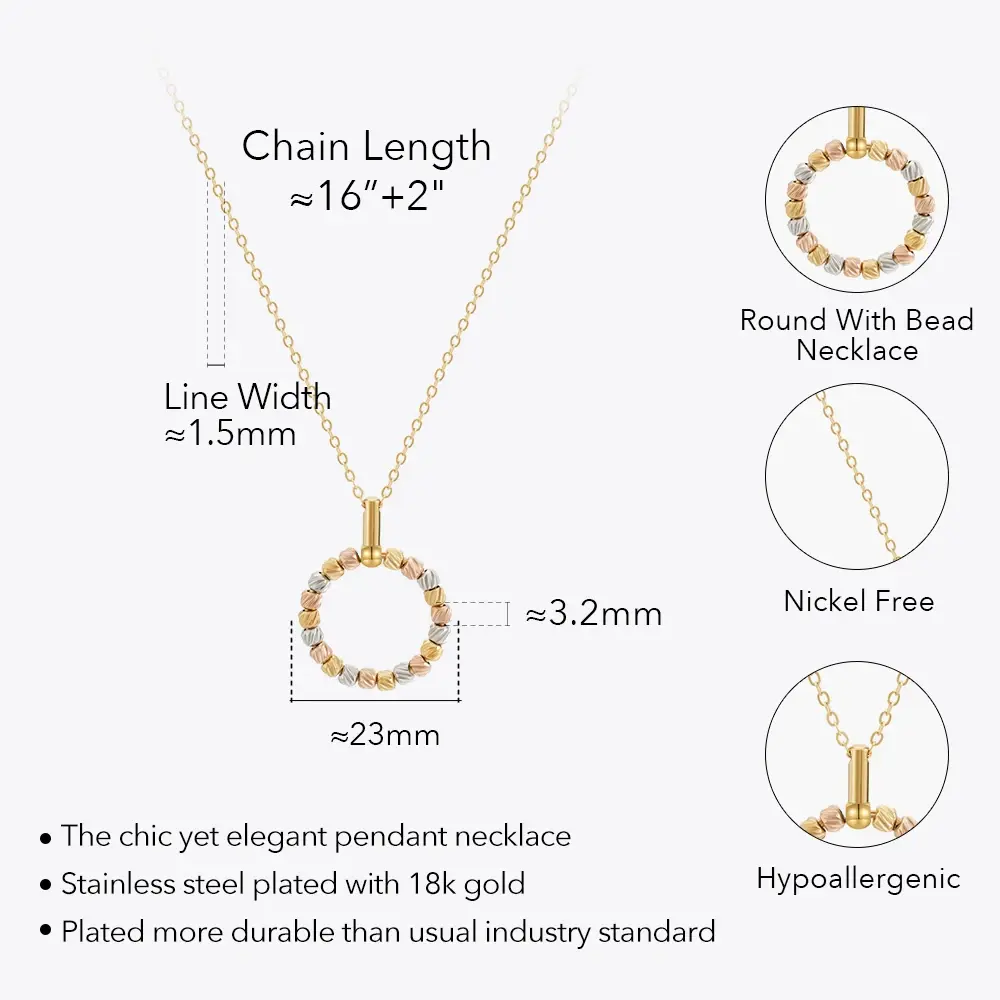 Chain Length
≈16”+2"
Line Width
≈1.5mm
≈3.2mm
≈23mm
Round With Bead
Necklace
Nickel Free
Hypoallergenic
• The chic yet elegant pendant necklace
• Stainless steel plated with 18k gold
• Plated more durable than usual industry standard